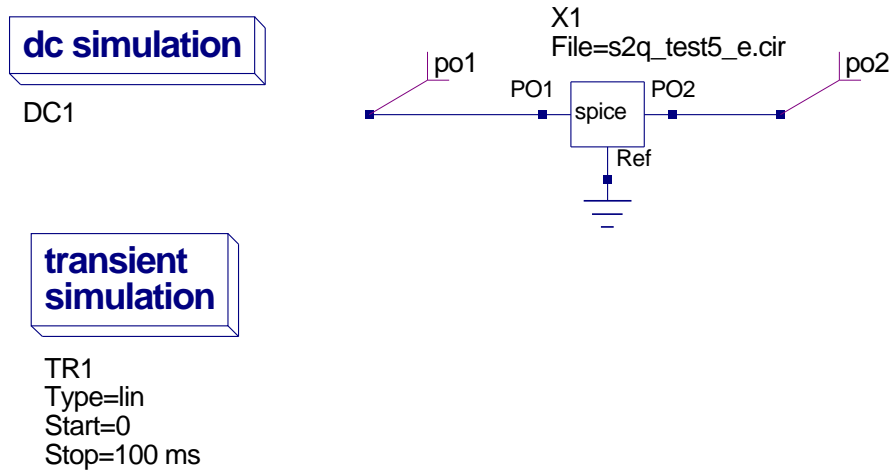 dc simulation
DC1
X1
File=s2q_test5_e.cir
po1
po2
PO1
PO2
spice
Ref
transient
simulation
TR1
Type=lin
Start=0
Stop=100 ms